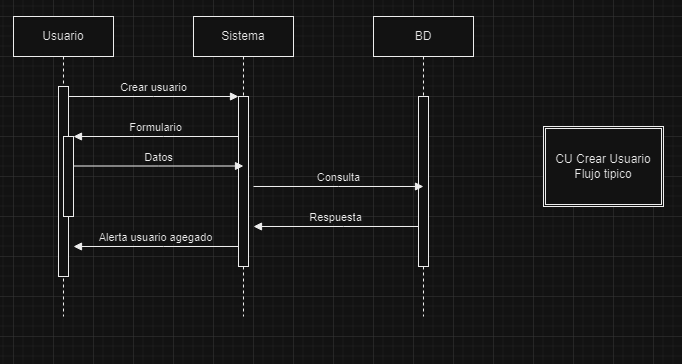 Usuario
Sistema
BD
Crear usuario
Formulario
Datos
Consulta
Respuesta
Alerta usuario agegado
CU Crear Usuario
Flujo tipico